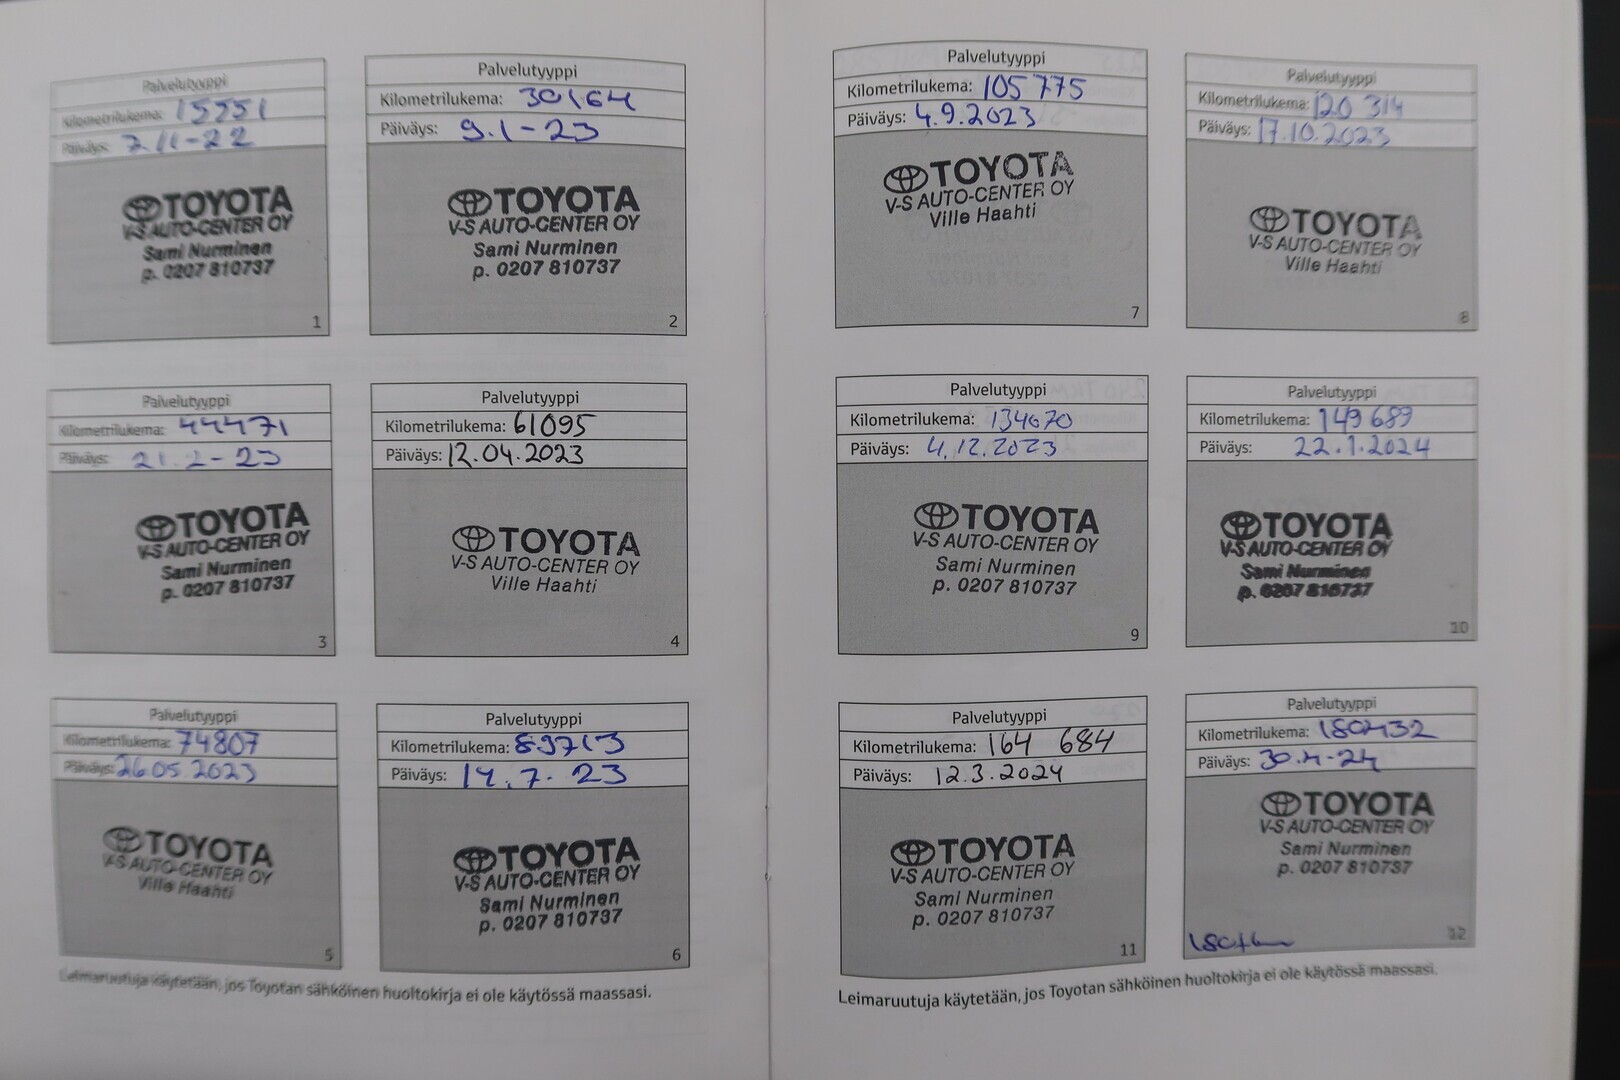 Palvelutyyppi
Kilometrilukema: 15551
Päiväys: 7.11-22
TOYOTA
V-S AUTO-CENTER OY
Sami Nurminen
p. 0207 810737
1
Palvelutyyppi
Kilometrilukema: 30164
Päiväys: 9.1-23
TOYOTA
V-S AUTO-CENTER OY
Sami Nurminen
p. 0207 810737
2
Palvelutyyppi
Kilometrilukema: 44471
Päiväys: 21.2-23
TOYOTA
V-S AUTO-CENTER OY
Sami Nurminen
p. 0207 810737
3
Palvelutyyppi
Kilometrilukema: 61095
Päiväys: 12.04.2023
TOYOTA
V-S AUTO-CENTER OY
Ville Haahti
4
Palvelutyyppi
Kilometrilukema: 74807
Päiväys: 26.05.2023
TOYOTA
V-S AUTO-CENTER OY
Ville Haahti
5
Palvelutyyppi
Kilometrilukema: 89713
Päiväys: 14.7.23
TOYOTA
V-S AUTO-CENTER OY
Sami Nurminen
p. 0207 810737
6
Leimaruutuja käytetään, jos Toyotan sähköinen huoltokirja ei ole käytössä maassasi.
Palvelutyyppi
Kilometrilukema: 105 775
Päiväys: 4.9.2023
TOYOTA
V-S AUTO-CENTER OY
Ville Haahti
7
Palvelutyyppi
Kilometrilukema: 120 314
Päiväys: 17.10.2023
TOYOTA
V-S AUTO-CENTER OY
Ville Haahti
8
Palvelutyyppi
Kilometrilukema: 134670
Päiväys: 4.12.2023
TOYOTA
V-S AUTO-CENTER OY
Sami Nurminen
p. 0207 810737
9
Palvelutyyppi
Kilometrilukema: 149 689
Päiväys: 22.1.2024
TOYOTA
V-S AUTO-CENTER OY
Sami Nurminen
p. 0207 810737
10
Palvelutyyppi
Kilometrilukema: 164 684
Päiväys: 12.3.2024
TOYOTA
V-S AUTO-CENTER OY
Sami Nurminen
p. 0207 810737
11
Palvelutyyppi
Kilometrilukema: 180432
Päiväys: 30.4-24
TOYOTA
V-S AUTO-CENTER OY
Sami Nurminen
p. 0207 810737
12
Leimaruutuja käytetään, jos Toyotan sähköinen huoltokirja ei ole käytössä maassasi.